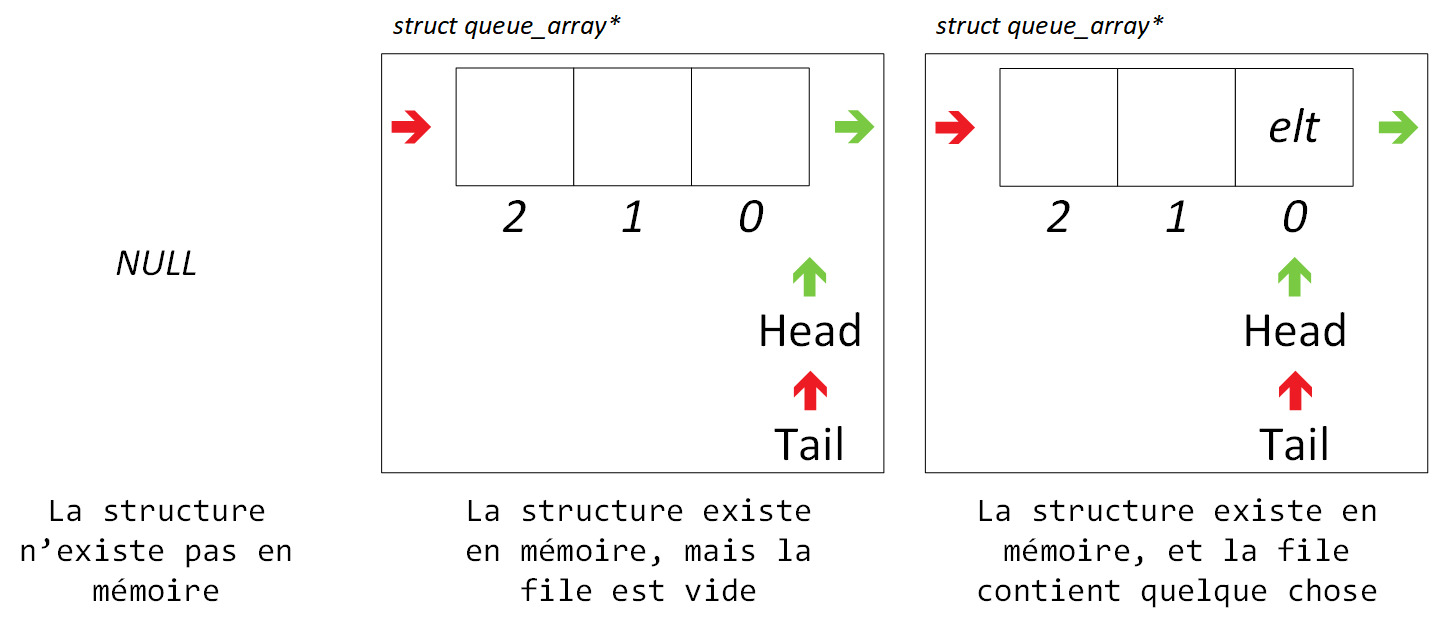 struct queue_array*
struct queue_array*
elt
2 1 0
2 1 0
NULL
Head
Head
Tail
Tail
La structure
n’existe pas en
mémoire
La structure existe
en mémoire, mais la
file est vide
La structure existe en
mémoire, et la file
contient quelque chose